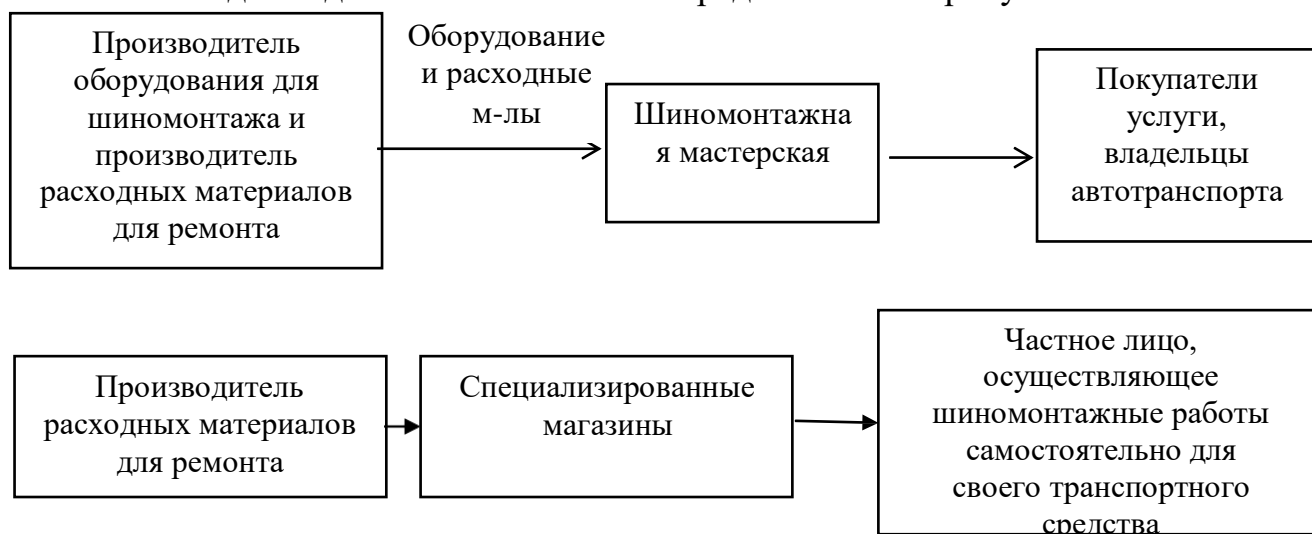 Производитель
оборудования для
шиномонтажа и
производитель
расходных материалов
для ремонта
Оборудование
и расходные
м-лы
Шиномонтажна
я мастерская
Покупатели
услуги,
владельцы
автотранспорта
Производитель
расходных материалов
для ремонта
Специализированные
магазины
Частное лицо,
осуществляющее
шиномонтажные работы
самостоятельно для
своего транспортного
средства